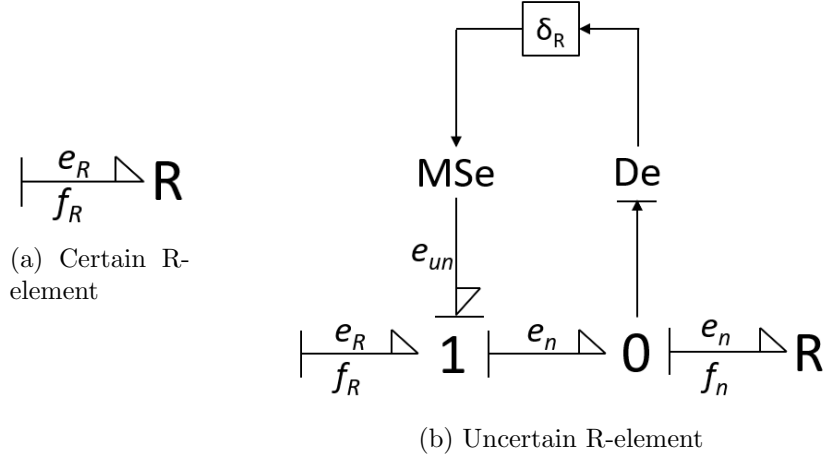 δR
MSe
De
eR
R
fR
(a) Certain R-
element
eun
eR
1
en
0
en
R
fR
fn
(b) Uncertain R-element